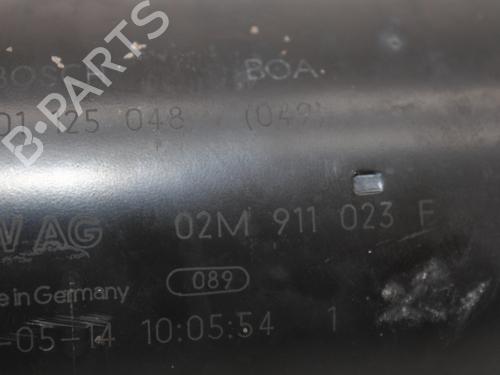 B-PARTS
BOSCH BOA.
01 125 048 (049)
W AG 02M 911 023 F
e in Germany 089
-05-14 10:05:54 1